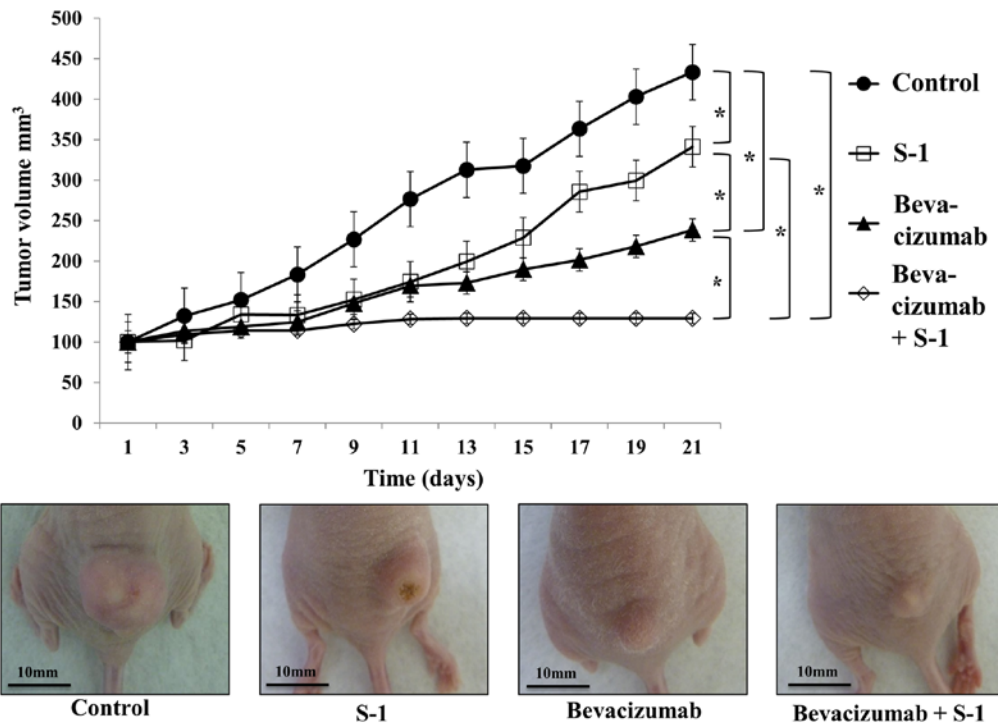 500
450
400
350
300
250
200
150
100
50
0
Tumor volume mm³
1 3 5 7 9 11 13 15 17 19 21
Time (days)
*
*
*
*
*
*
Control
S-1
Beva-
cizumab
Beva-
cizumab
+ S-1
10mm
10mm
10mm
10mm
Control
S-1
Bevacizumab
Bevacizumab + S-1